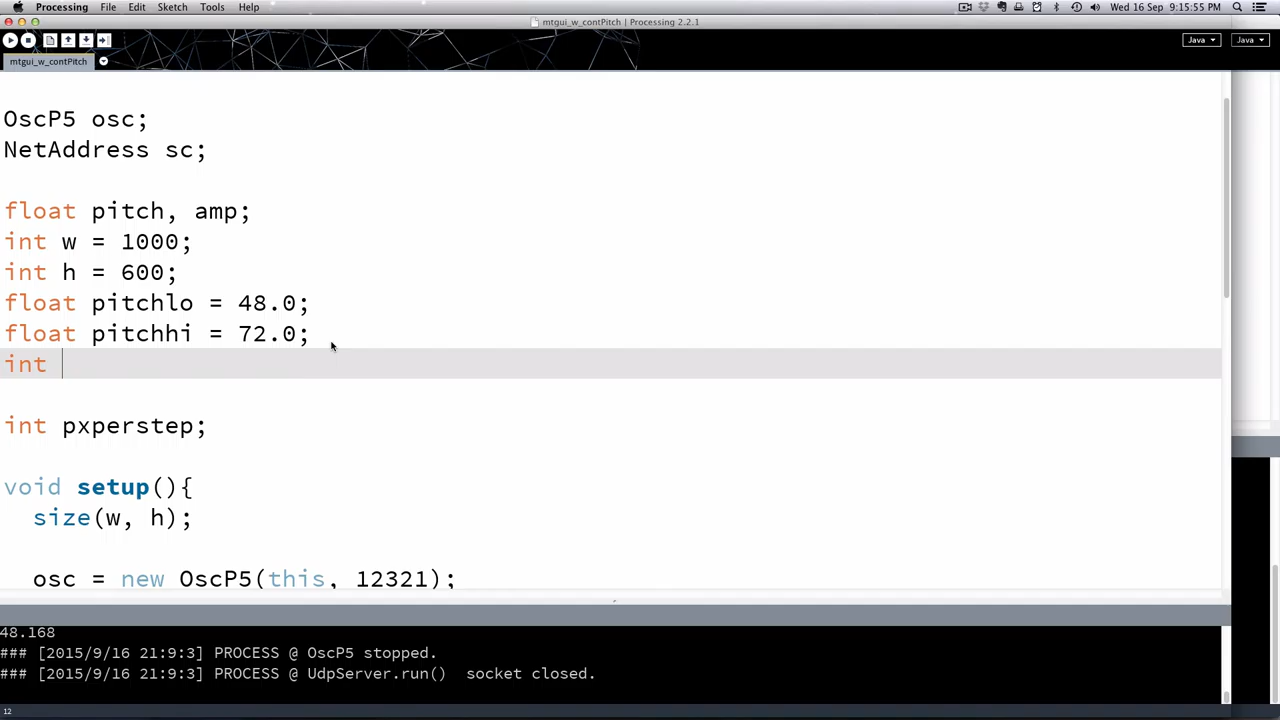 Processing File Edit Sketch Tools Help Wed 16 Sep 9:15:55 PM
mtgui_w_contPitch | Processing 2.2.1
Java Java
mtgui_w_contPitch
OscP5 osc;
NetAddress sc;
float pitch, amp;
int w = 1000;
int h = 600;
float pitchlo = 48.0;
float pitchhi = 72.0;
int
int pxperstep;
void setup(){
size(w, h);
osc = new OscP5(this, 12321);
48.168
### [2015/9/16 21:9:3] PROCESS @ OscP5 stopped.
### [2015/9/16 21:9:3] PROCESS @ UdpServer.run() socket closed.
12